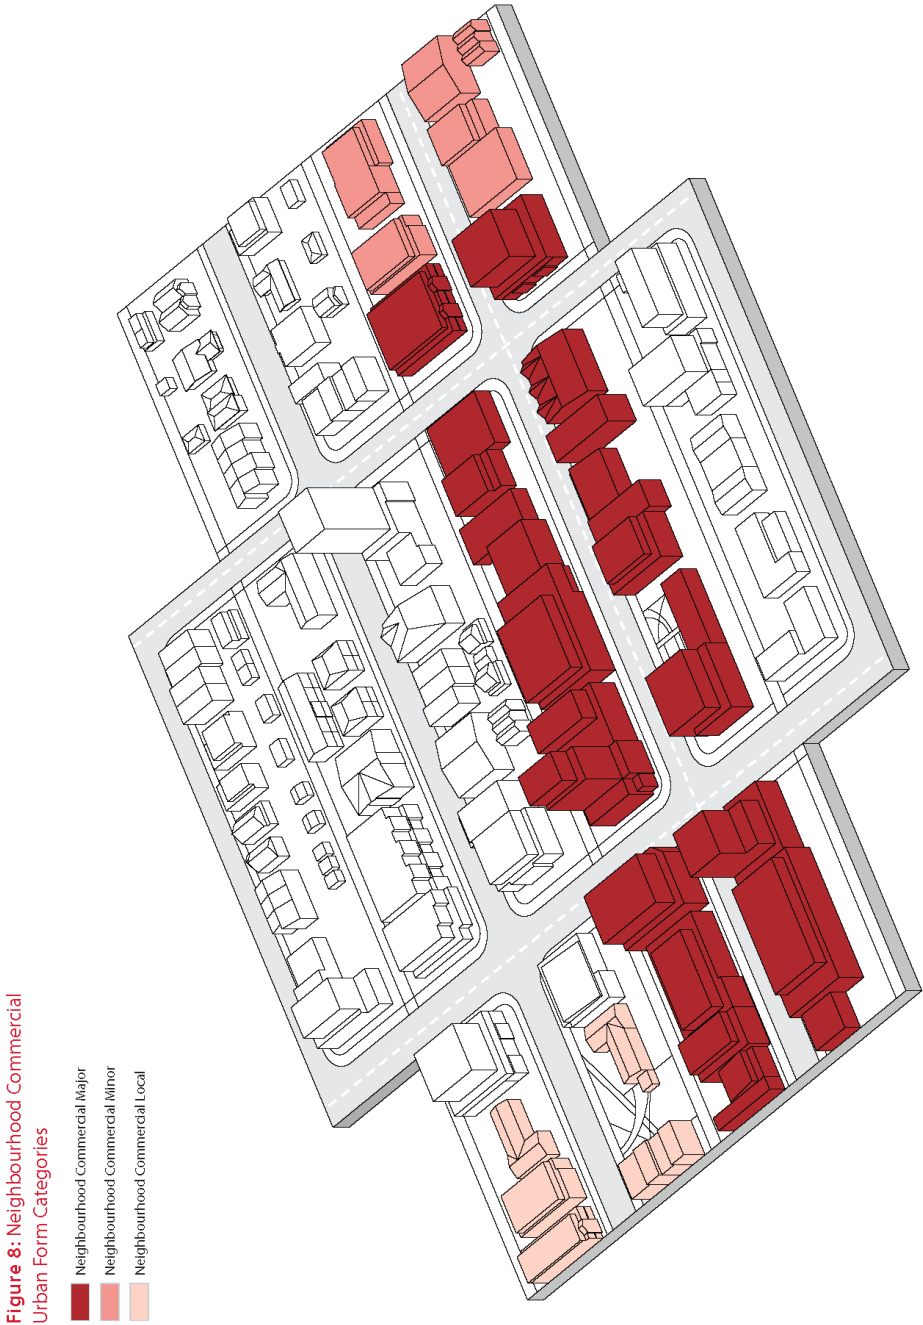 Figure 8: Neighbourhood Commercial
Urban Form Categories
Neighbourhood Commercial Major
Neighbourhood Commercial Minor
Neighbourhood Commercial Local